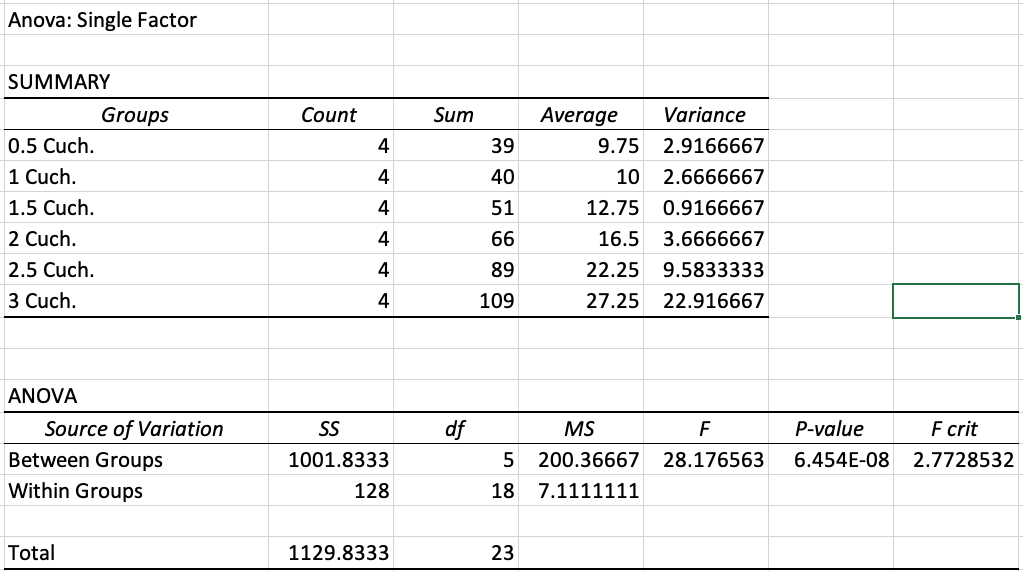 Anova: Single Factor
SUMMARY
Groups Count Sum Average Variance
0.5 Cuch. 4 39 9.75 2.9166667
1 Cuch. 4 40 10 2.6666667
1.5 Cuch. 4 51 12.75 0.9166667
2 Cuch. 4 66 16.5 3.6666667
2.5 Cuch. 4 89 22.25 9.5833333
3 Cuch. 4 109 27.25 22.916667
ANOVA
Source of Variation SS df MS F P-value F crit
Between Groups 1001.8333 5 200.36667 28.176563 6.454E-08 2.7728532
Within Groups 128 18 7.1111111
Total 1129.8333 23